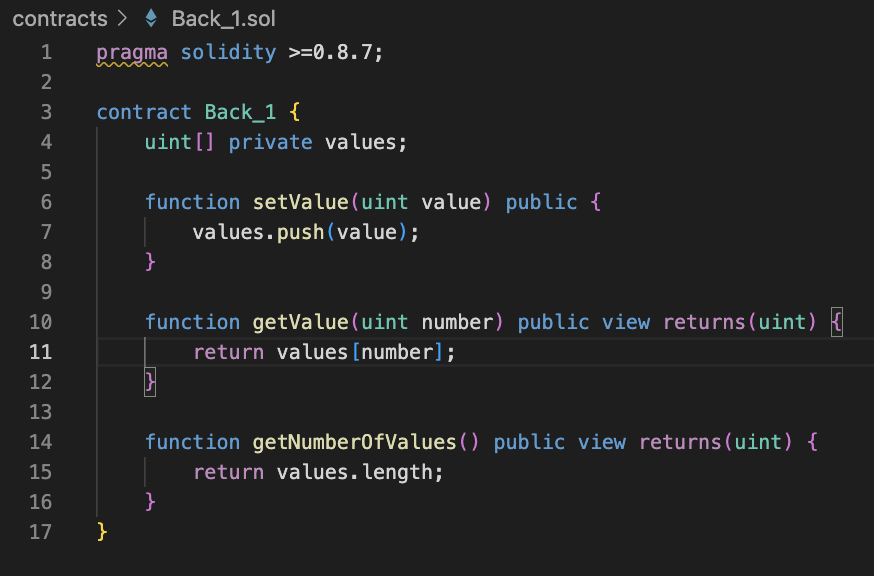 contracts > Back_1.sol
1 pragma solidity >=0.8.7;
2
3 contract Back_1 {
4     uint[] private values;
5
6     function setValue(uint value) public {
7         values.push(value);
8     }
9
10     function getValue(uint number) public view returns(uint) {
11         return values[number];
12     }
13
14     function getNumberOfValues() public view returns(uint) {
15         return values.length;
16     }
17 }